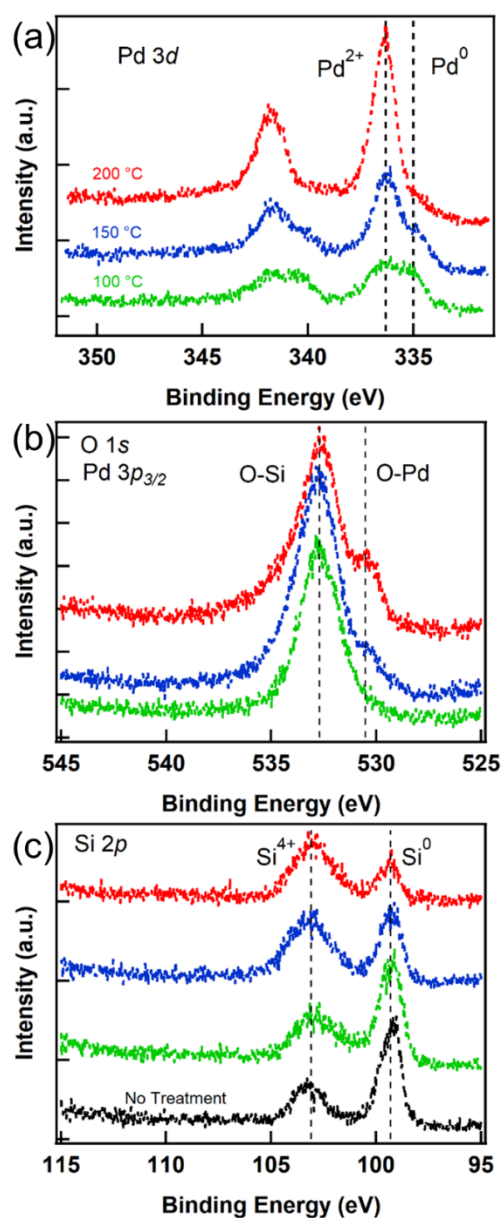 (a)
Pd 3d
Pd2+
Pd0
200 °C
150 °C
100 °C
Intensity (a.u.)
350 345 340 335
Binding Energy (eV)
(b)
O 1s
Pd 3p3/2
O-Si
O-Pd
Intensity (a.u.)
545 540 535 530 525
Binding Energy (eV)
(c)
Si 2p
Si4+
Si0
No Treatment
Intensity (a.u.)
115 110 105 100 95
Binding Energy (eV)